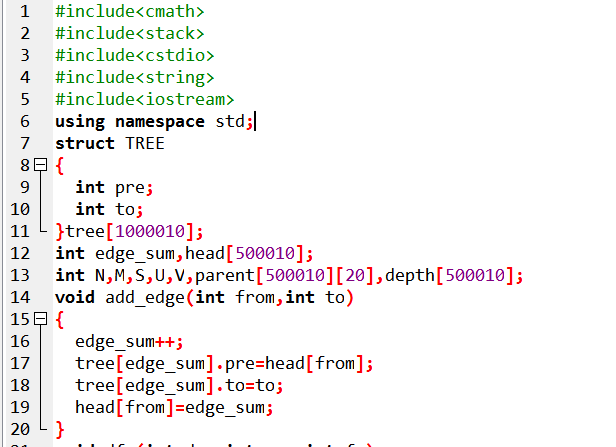 1 #include<cmath>
2 #include<stack>
3 #include<cstdio>
4 #include<string>
5 #include<iostream>
6 using namespace std;
7 struct TREE
8 {
9 int pre;
10 int to;
11 }tree[1000010];
12 int edge_sum,head[500010];
13 int N,M,S,U,V,parent[500010][20],depth[500010];
14 void add_edge(int from,int to)
15 {
16 edge_sum++;
17 tree[edge_sum].pre=head[from];
18 tree[edge_sum].to=to;
19 head[from]=edge_sum;
20 }